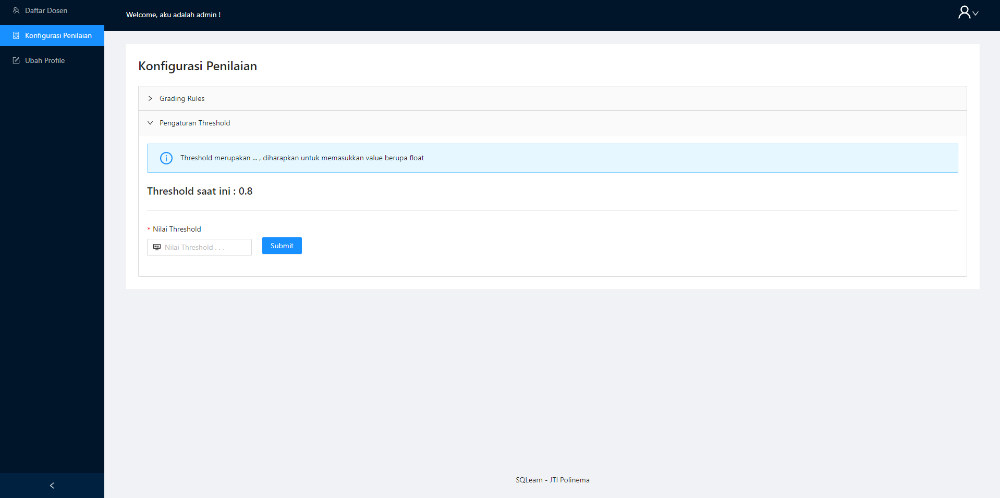 Daftar Dosen
Konfigurasi Penilaian
Ubah Profile
Welcome, aku adalah admin !
Konfigurasi Penilaian
Grading Rules
Pengaturan Threshold
Threshold merupakan ... , diharapkan untuk memasukkan value berupa float
Threshold saat ini : 0.8
* Nilai Threshold
SQL Nilai Threshold . . .
Submit
SQLearn - JTI Polinema